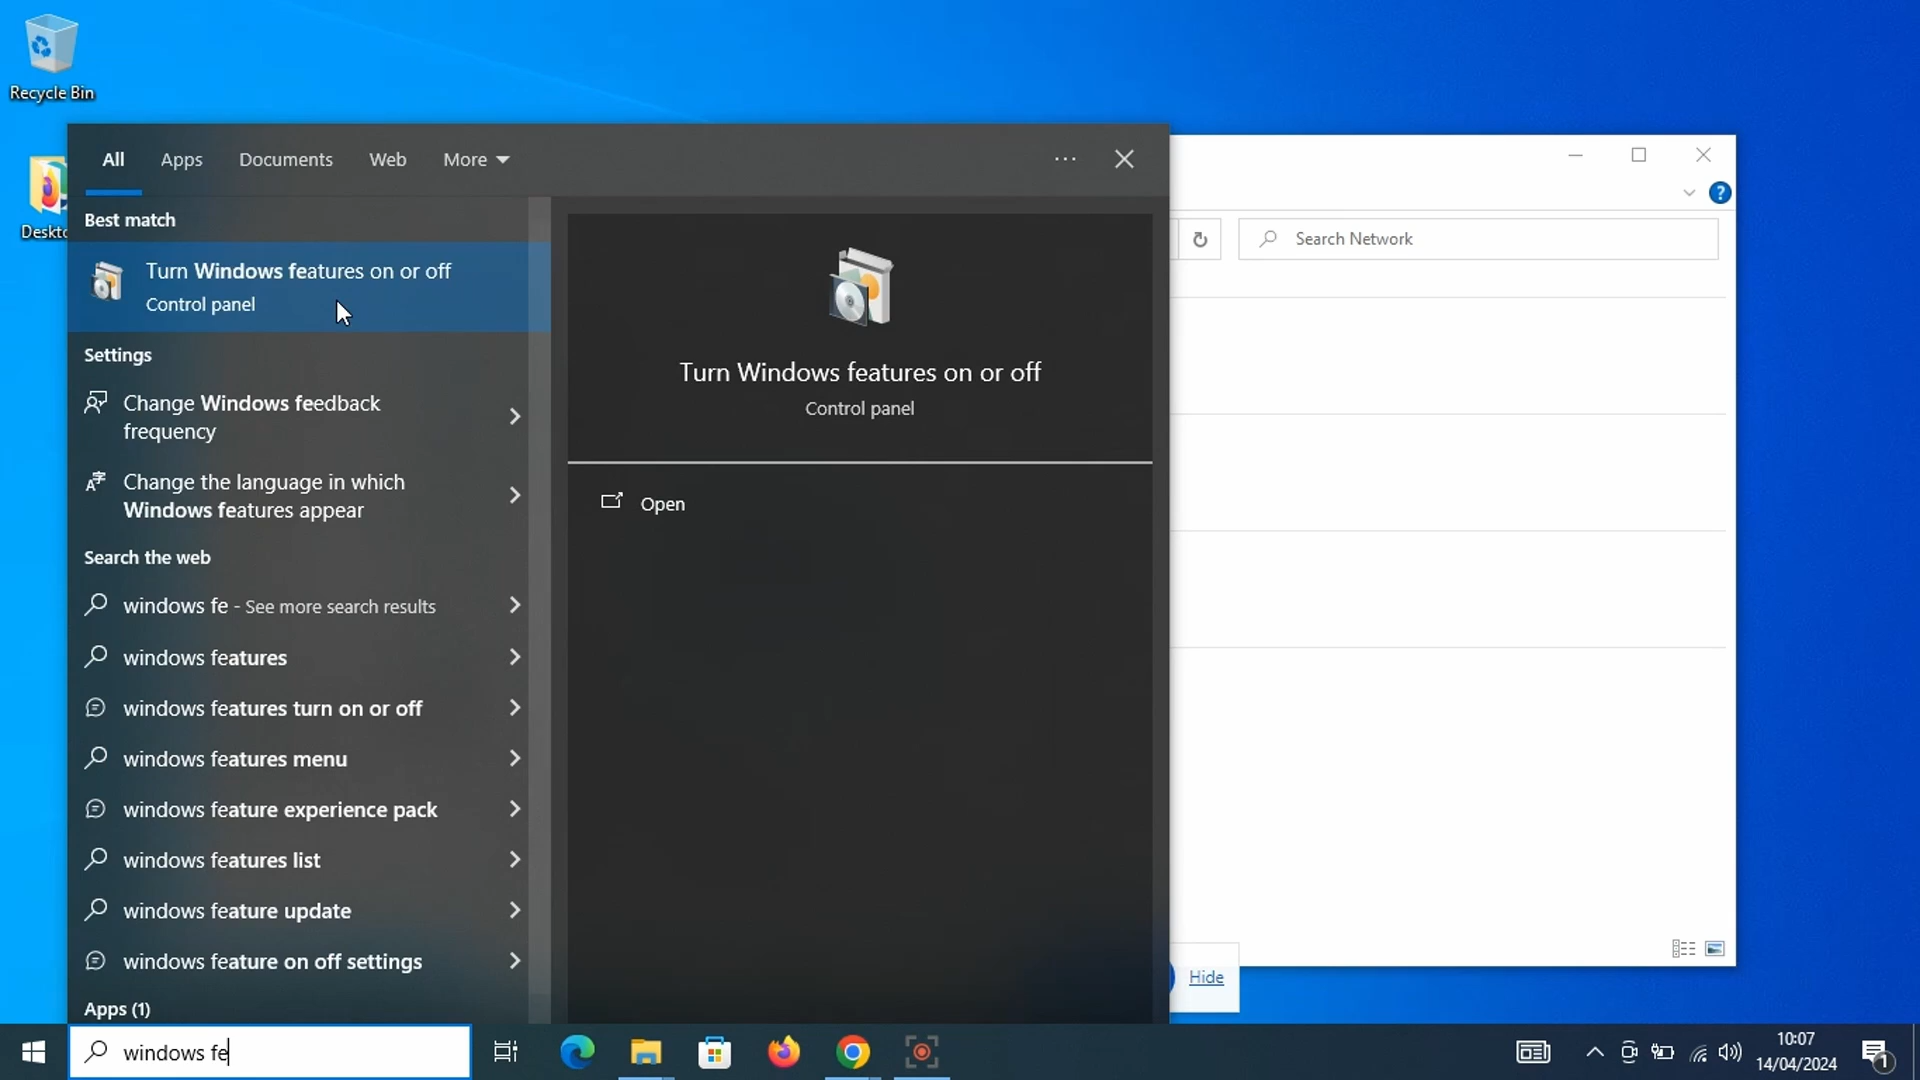 Recycle Bin
Deskto
All
Apps
Documents
Web
More
Best match
Turn Windows features on or off
Control panel
Settings
Change Windows feedback
frequency
Change the language in which
Windows features appear
Search the web
windows fe - See more search results
windows features
windows features turn on or off
windows features menu
windows feature experience pack
windows features list
windows feature update
windows feature on off settings
Apps (1)
windows fe
Turn Windows features on or off
Control panel
Open
?
Search Network
Hide
10:07
14/04/2024
1